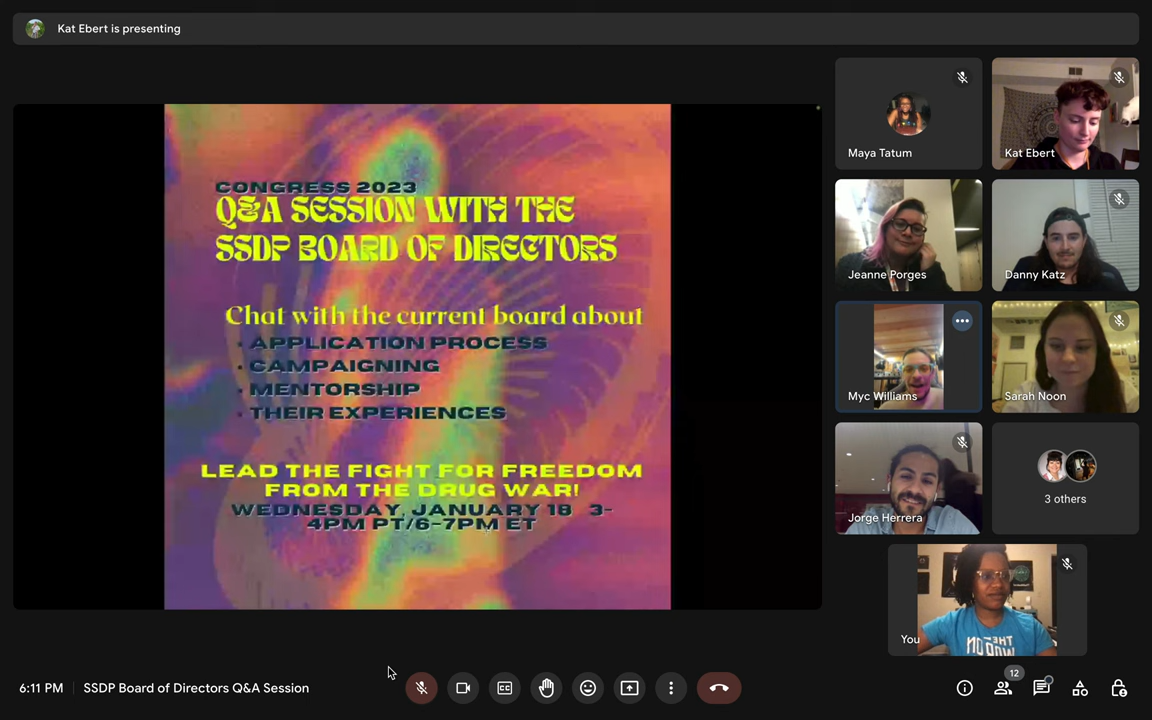 Kat Ebert is presenting
CONGRESS 2023
Q&A SESSION WITH THE
SSDP BOARD OF DIRECTORS
Chat with the current board about
· APPLICATION PROCESS
· CAMPAIGNING
· MENTORSHIP
· THEIR EXPERIENCES
LEAD THE FIGHT FOR FREEDOM
FROM THE DRUG WAR!
WEDNESDAY, JANUARY 18 3-
4PM PT/6-7PM ET
Maya Tatum
Kat Ebert
Jeanne Porges
Danny Katz
Myc Williams
Sarah Noon
Jorge Herrera
3 others
You
6:11 PM
SSDP Board of Directors Q&A Session
CC
12